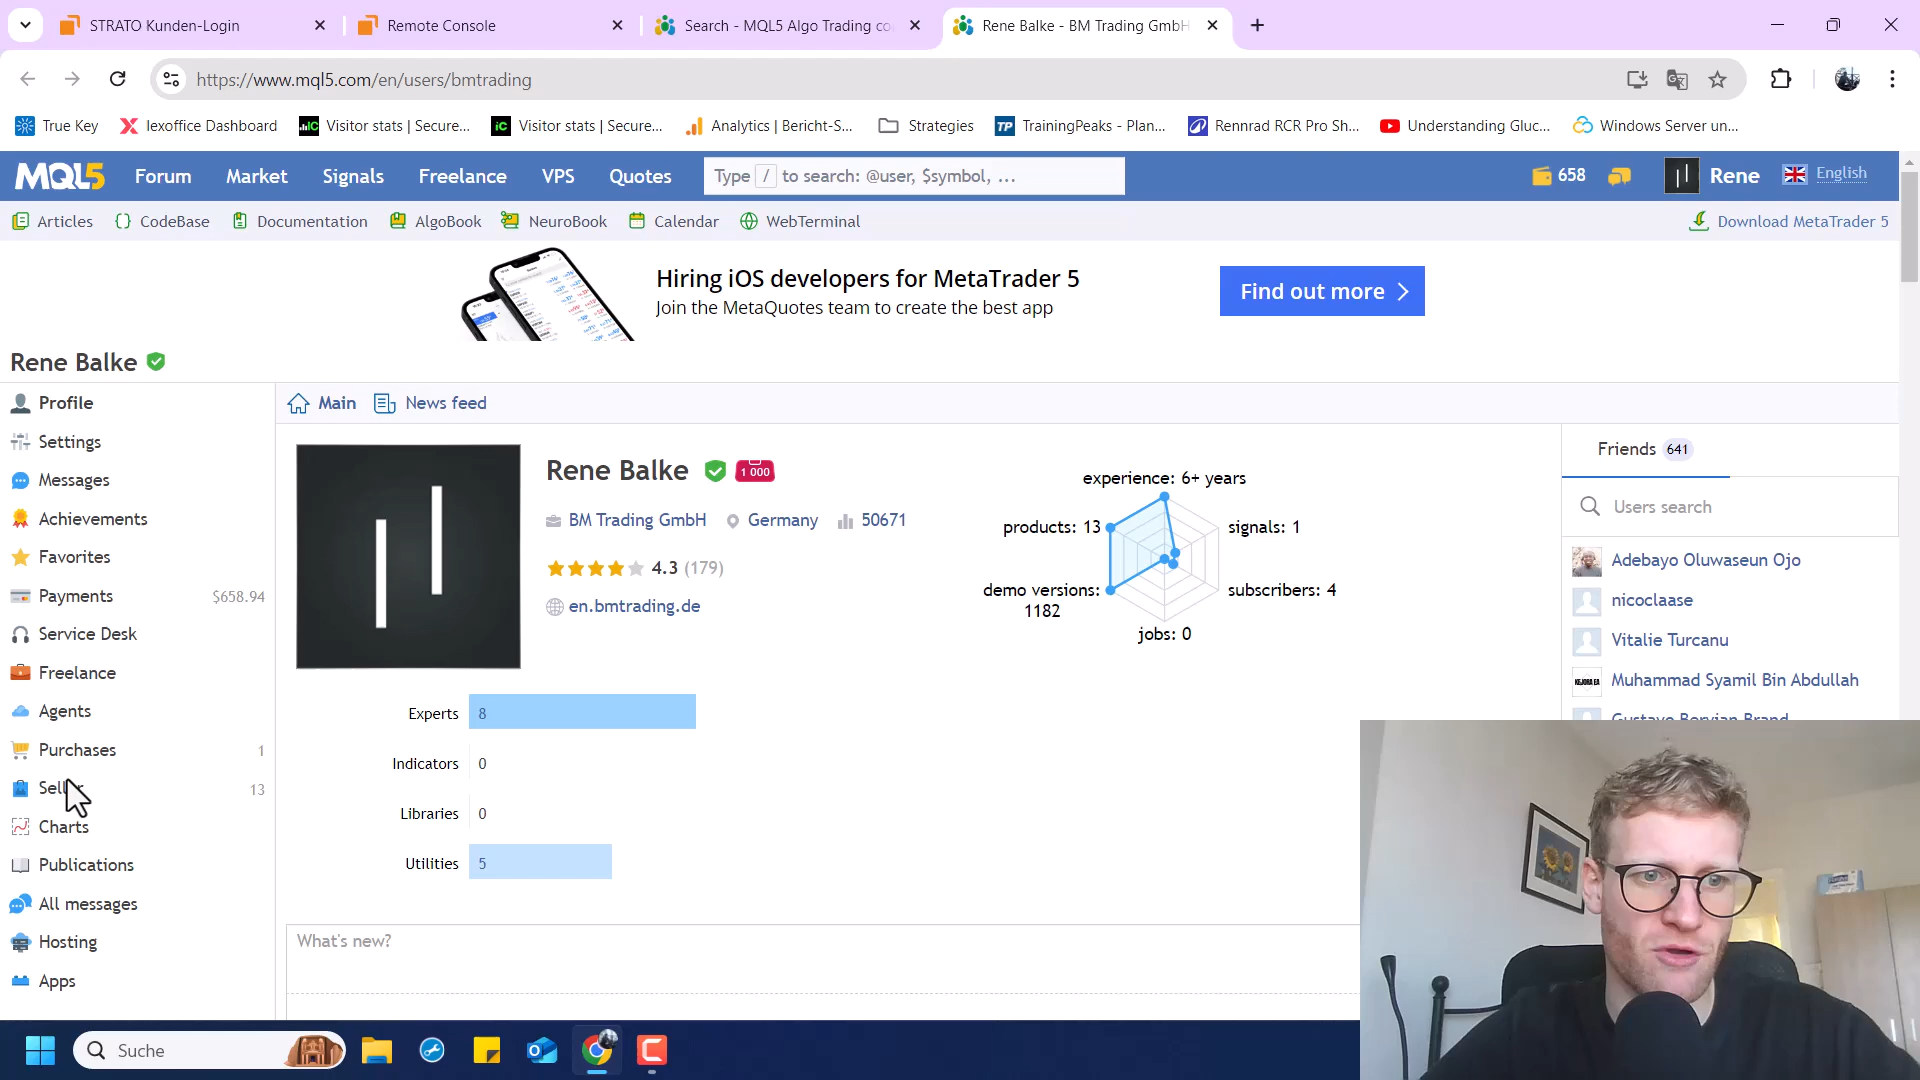 STRATO Kunden-Login
Remote Console
Search - MQL5 Algo Trading co
Rene Balke - BM Trading GmbH
https://www.mql5.com/en/users/bmtrading
True Key
lexoffice Dashboard
Visitor stats | Secure...
Visitor stats | Secure...
Analytics | Bericht-S...
Strategies
TrainingPeaks - Plan...
Rennrad RCR Pro Sh...
Understanding Gluc...
Windows Server un...
MQL5
Forum
Market
Signals
Freelance
VPS
Quotes
Type / to search: @user, $symbol, ...
658
Rene
English
Articles
CodeBase
Documentation
AlgoBook
NeuroBook
Calendar
WebTerminal
Download MetaTrader 5
Hiring iOS developers for MetaTrader 5
Join the MetaQuotes team to create the best app
Find out more
Rene Balke
Profile
Settings
Messages
Achievements
Favorites
Payments $658.94
Service Desk
Freelance
Agents
Purchases 1
13
Charts
Publications
All messages
Hosting
Apps
Main
News feed
Rene Balke
1 000
BM Trading GmbH
Germany
50671
4.3 (179)
en.bmtrading.de
experience: 6+ years
products: 13
signals: 1
demo versions:
1182
subscribers: 4
jobs: 0
Experts 8
Indicators 0
Libraries 0
Utilities 5
What's new?
Friends 641
Users search
Adebayo Oluwaseun Ojo
nicoclaase
Vitalie Turcanu
Muhammad Syamil Bin Abdullah
Suche